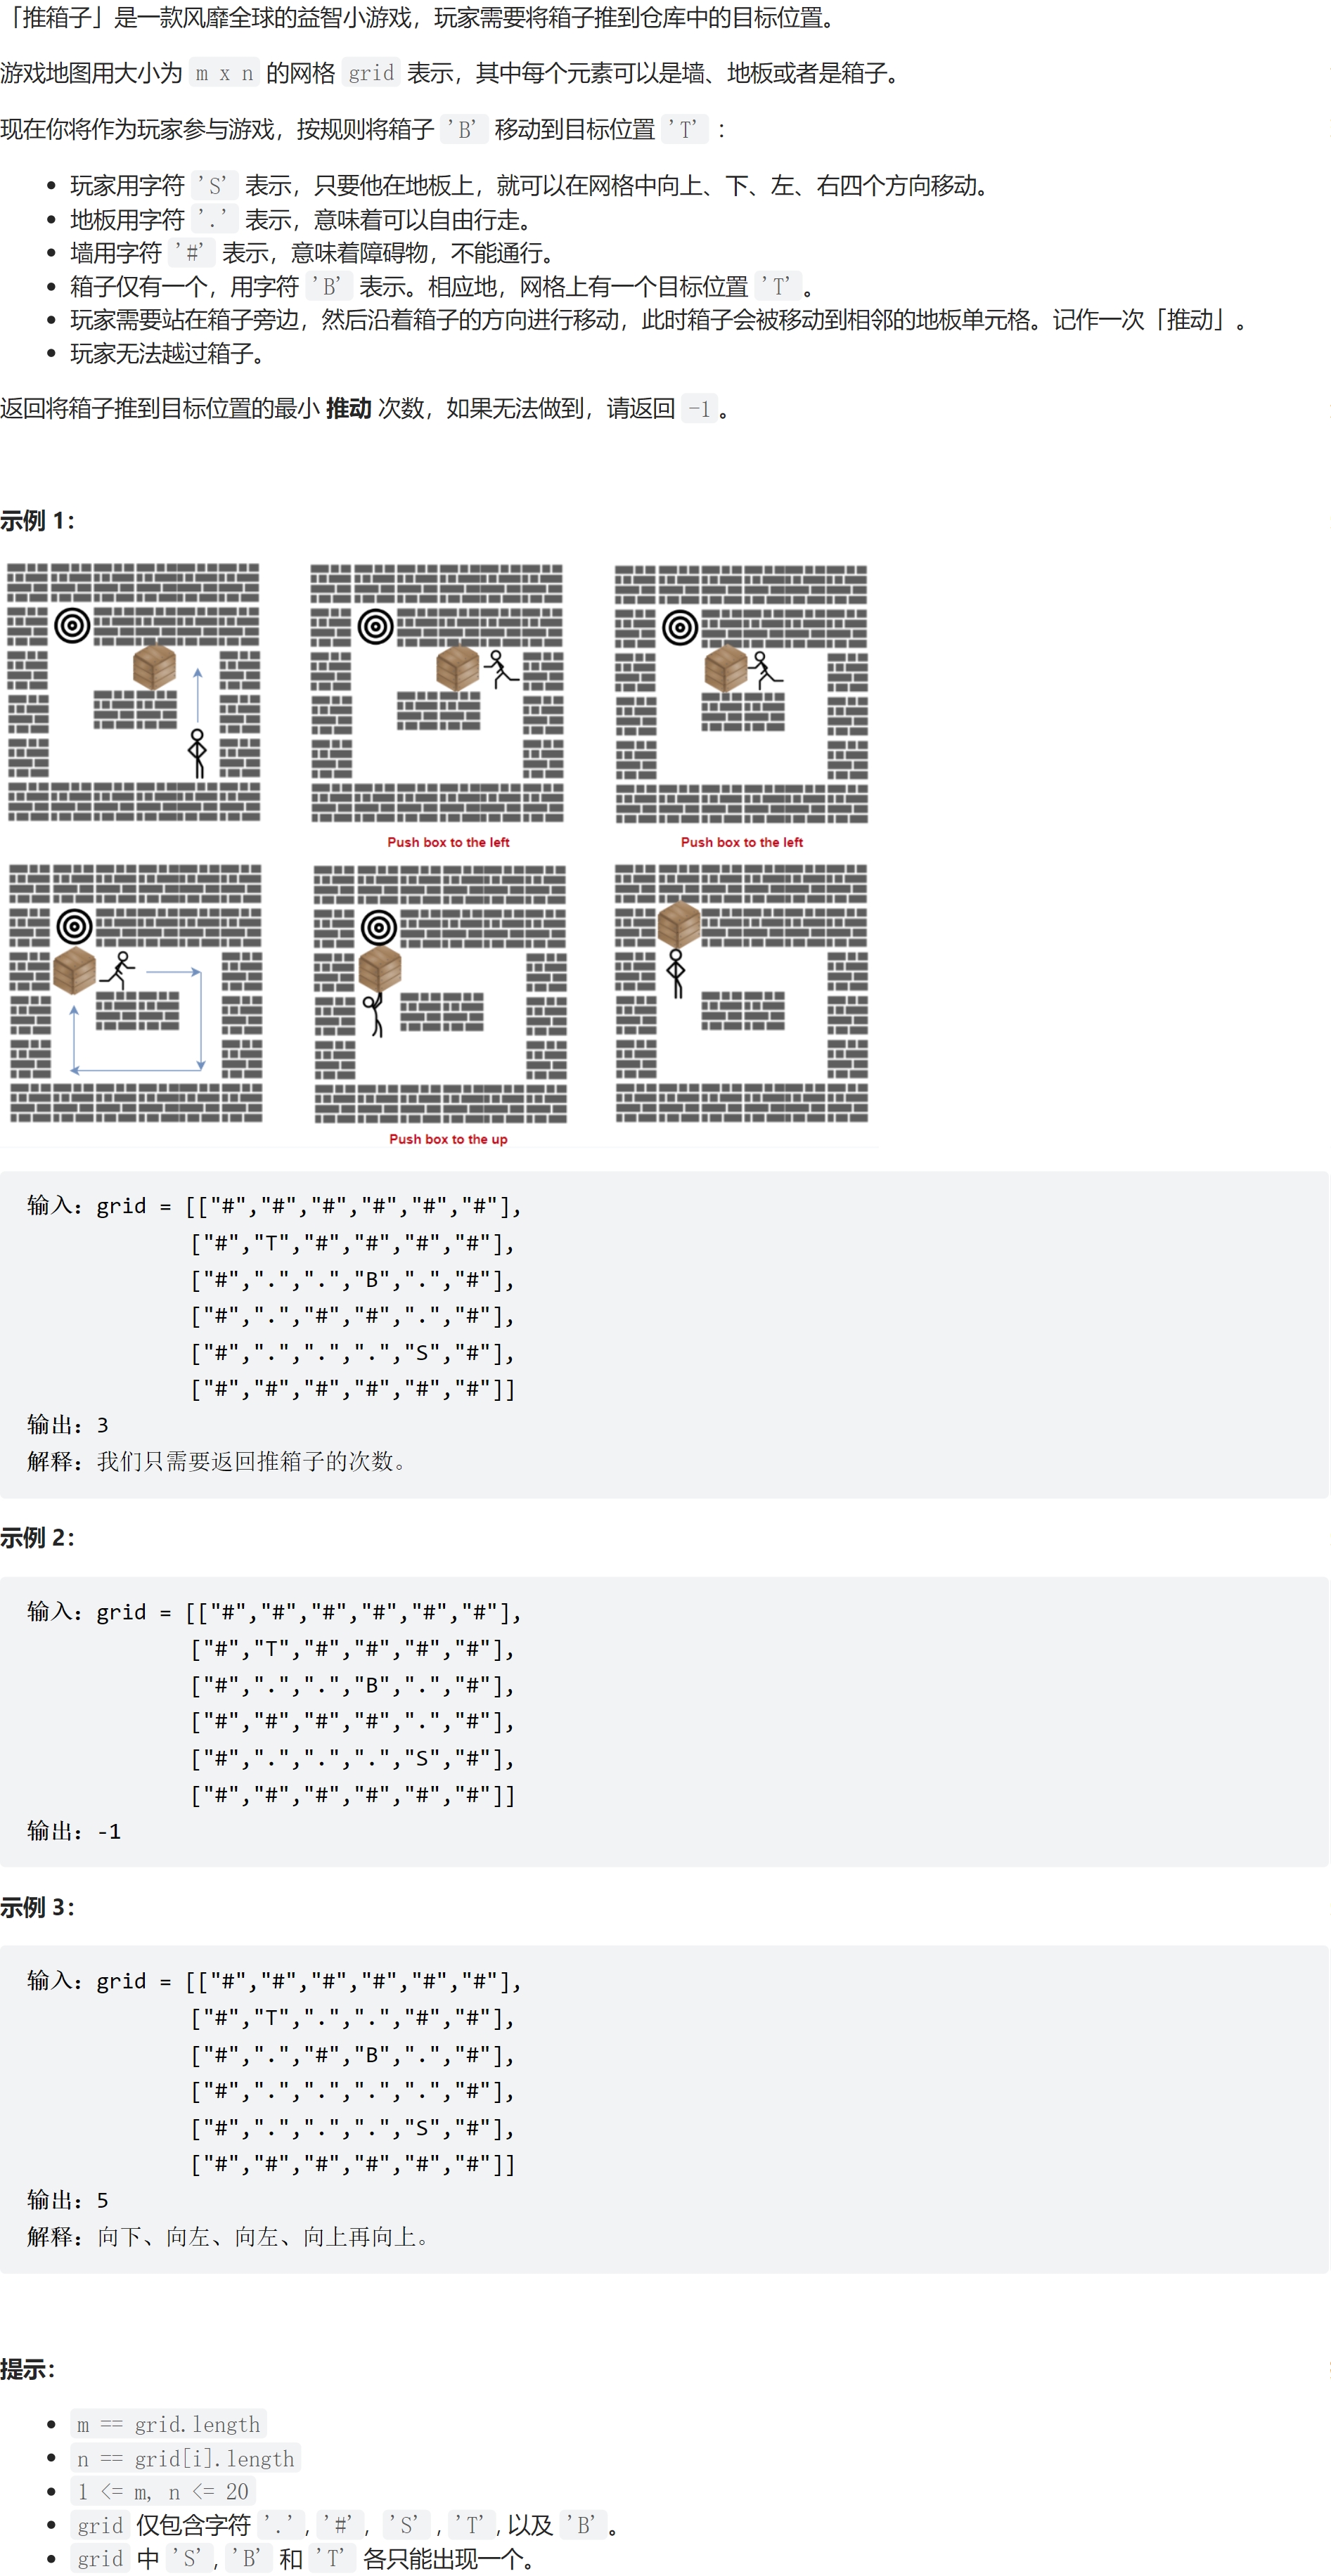 「推箱子」是一款风靡全球的益智小游戏，玩家需要将箱子推到仓库中的目标位置。
游戏地图用大小为 m x n 的网格 grid 表示，其中每个元素可以是墙、地板或者是箱子。
现在你将作为玩家参与游戏，按规则将箱子 'B' 移动到目标位置 'T' ：
• 玩家用字符 'S' 表示，只要他在地板上，就可以在网格中向上、下、左、右四个方向移动。
• 地板用字符 '.' 表示，意味着可以自由行走。
• 墙用字符 '#' 表示，意味着障碍物，不能通行。
• 箱子仅有一个，用字符 'B' 表示。相应地，网格上有一个目标位置 'T'。
• 玩家需要站在箱子旁边，然后沿着箱子的方向进行移动，此时箱子会被移动到相邻的地板单元格。记作一次「推动」。
• 玩家无法越过箱子。
返回将箱子推到目标位置的最小 推动 次数，如果无法做到，请返回 -1。
示例 1：
Push box to the left
Push box to the left
Push box to the up
输入：grid = [["#","#","#","#","#","#"],
["#","T","#","#","#","#"],
["#",".",".","B",".","#"],
["#",".","#","#",".","#"],
["#",".",".",".","S","#"],
["#","#","#","#","#","#"]]
输出：3
解释：我们只需要返回推箱子的次数。
示例 2：
输入：grid = [["#","#","#","#","#","#"],
["#","T","#","#","#","#"],
["#",".",".","B",".","#"],
["#","#","#","#",".","#"],
["#",".",".",".","S","#"],
["#","#","#","#","#","#"]]
输出：-1
示例 3：
输入：grid = [["#","#","#","#","#","#"],
["#","T",".",".","#","#"],
["#",".","#","B",".","#"],
["#",".",".",".",".","#"],
["#",".",".",".","S","#"],
["#","#","#","#","#","#"]]
输出：5
解释：向下、向左、向左、向上再向上。
提示：
• m == grid.length
• n == grid[i].length
• 1 <= m, n <= 20
• grid 仅包含字符 '.', '#', 'S' , 'T', 以及 'B'。
• grid 中 'S', 'B' 和 'T' 各只能出现一个。